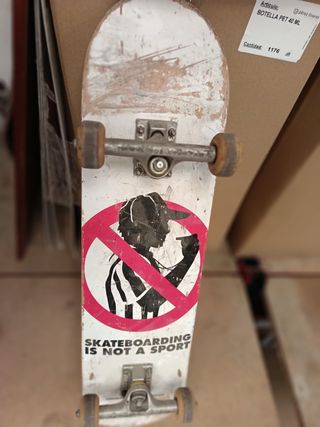 Artículo:
BOTELLA PET 40 ML
Cantidad: 1176
SKATEBOARDING
IS NOT A SPORT